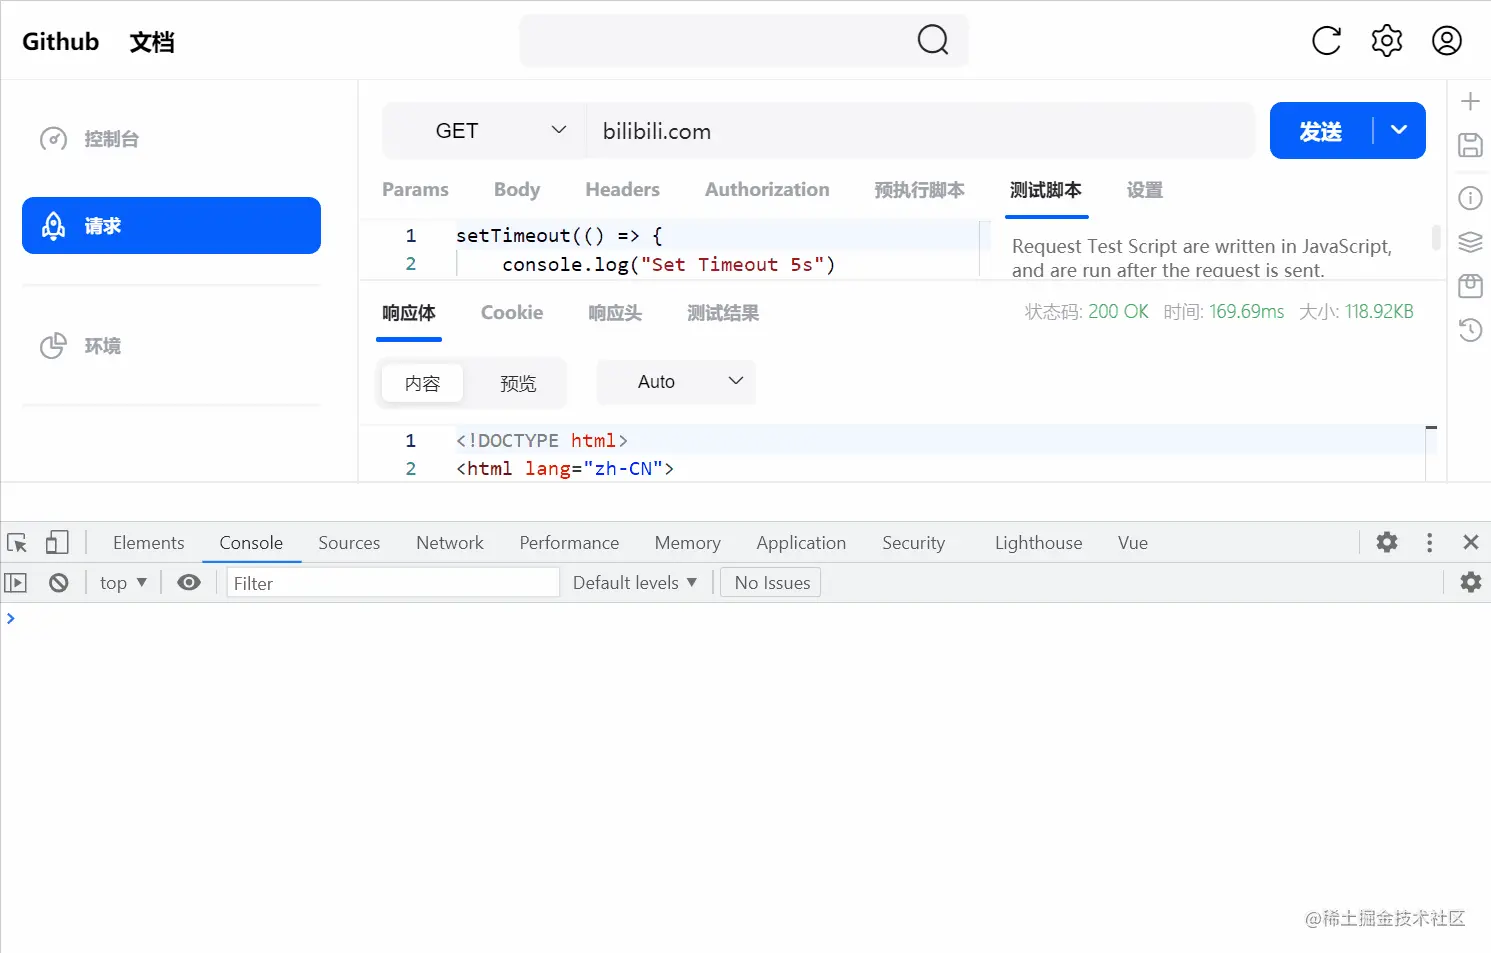 Github 文档
控制台
请求
环境
GET bilibili.com 发送
Params Body Headers Authorization 预执行脚本 测试脚本 设置
1 setTimeout(() => {
2 console.log("Set Timeout 5s")
Request Test Script are written in JavaScript,
and are run after the request is sent.
响应体 Cookie 响应头 测试结果 状态码: 200 OK 时间: 169.69ms 大小: 118.92KB
内容 预览 Auto
1 <!DOCTYPE html>
2 <html lang="zh-CN">
Elements Console Sources Network Performance Memory Application Security Lighthouse Vue
top ▼ Filter Default levels ▼ No Issues
>
@稀土掘金技术社区